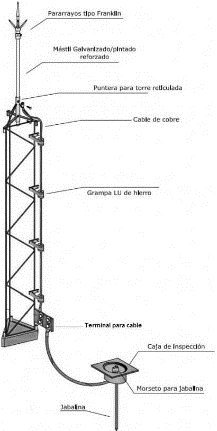 Pararrayos tipo Franklin
Mástil Galvanizado/pintado
reforzado
Puntera para torre reticulada
Cable de cobre
Grampa LU de hierro
Terminal para cable
Caja de inspección
Morseto para jabalina
Jabalina